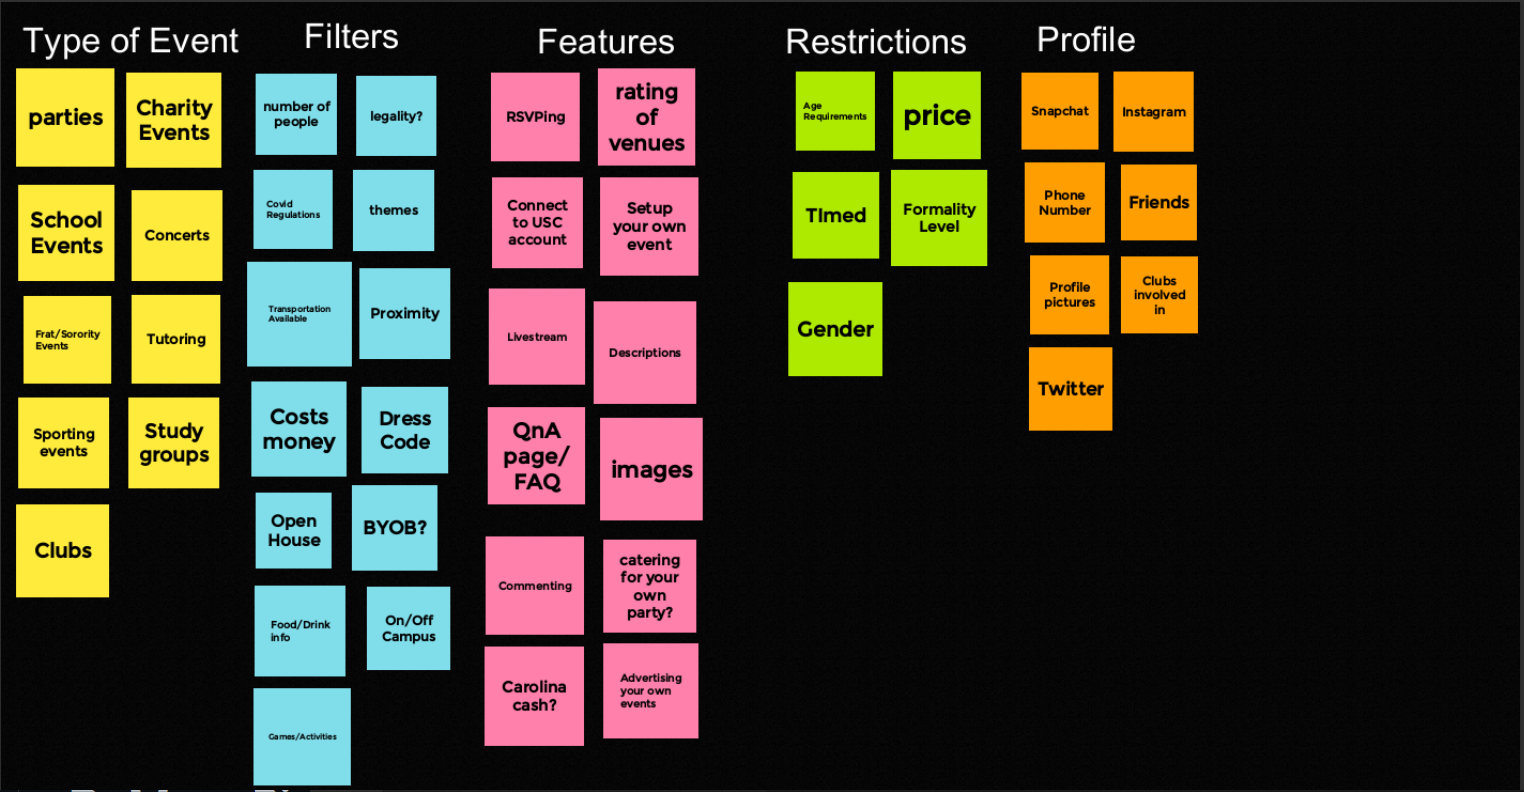 Type of Event
parties
Charity
Events
School
Events
Concerts
Frat/Sorority
Events
Tutoring
Sporting
events
Study
groups
Clubs
Filters
number of
people
legality?
Covid
Regulations
themes
Transportation
Available
Proximity
Costs
money
Dress
Code
Open
House
BYOB?
Food/Drink
info
On/Off
Campus
Games/Activities
Features
RSVPing
rating
of
venues
Connect
to USC
account
Setup
your own
event
Livestream
Descriptions
QnA
page/
FAQ
images
Commenting
catering
for your
own
party?
Carolina
cash?
Advertising
your own
events
Restrictions
Age
Requirements
price
TImed
Formality
Level
Gender
Profile
Snapchat
Instagram
Phone
Number
Friends
Profile
pictures
Clubs
involved
in
Twitter